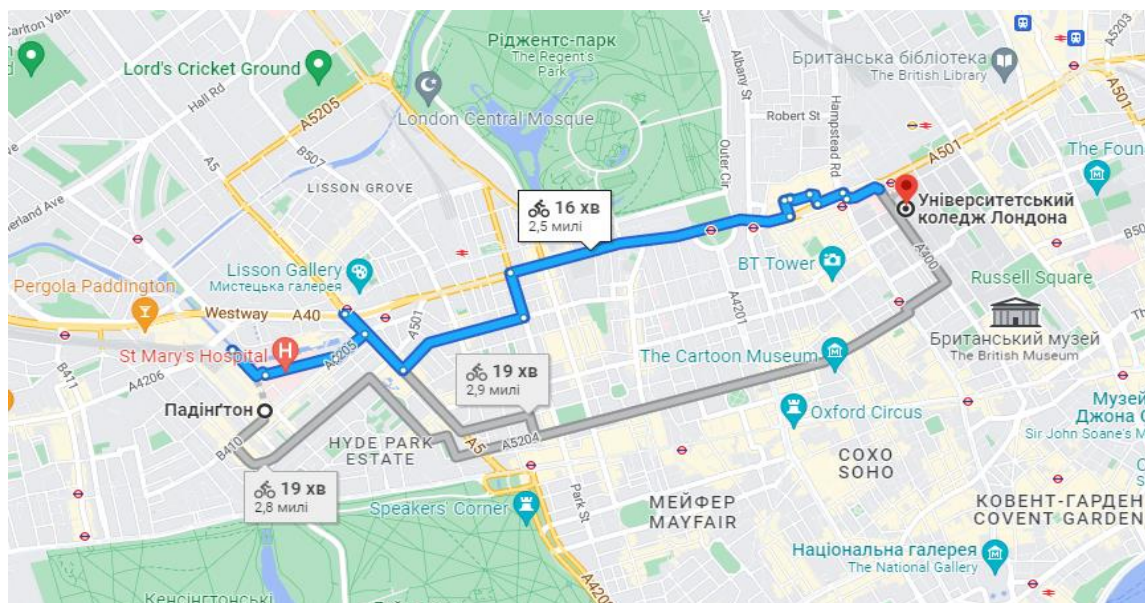 Carlton Vale
Hall Rd
Lord's Cricket Ground
A5205
A5
B507
Ріджентс-парк
The Regent's
Park
London Central Mosque
Albany St
Британська бібліотека
The British Library
A5203
A501
Robert St
Hampstead Rd
Outer Cir
A501
The Foun
LISSON GROVE
16 хв
2,5 милі
Університетський
коледж Лондона
B50
Lisson Gallery
Мистецька галерея
Pergola Paddington
Westway
A40
A501
BT Tower
A400
Russell Square
A4201
St Mary's Hospital
A5205
A4206
B411
Британський музей
The British Museum
The Cartoon Museum
19 хв
2,9 милі
Падінґтон
B410
HYDE PARK
ESTATE
A5
A5204
Oxford Circus
Музей
Джона С
Sir John Soane's M
СОХО
SOHO
19 хв
2,8 милі
Speakers' Corner
Park St
МЕЙФЕР
MAYFAIR
КОВЕНТ-ГАРДЕН
COVENT GARDEN
Національна галерея
The National Gallery
A4202
Кенсінгтонські